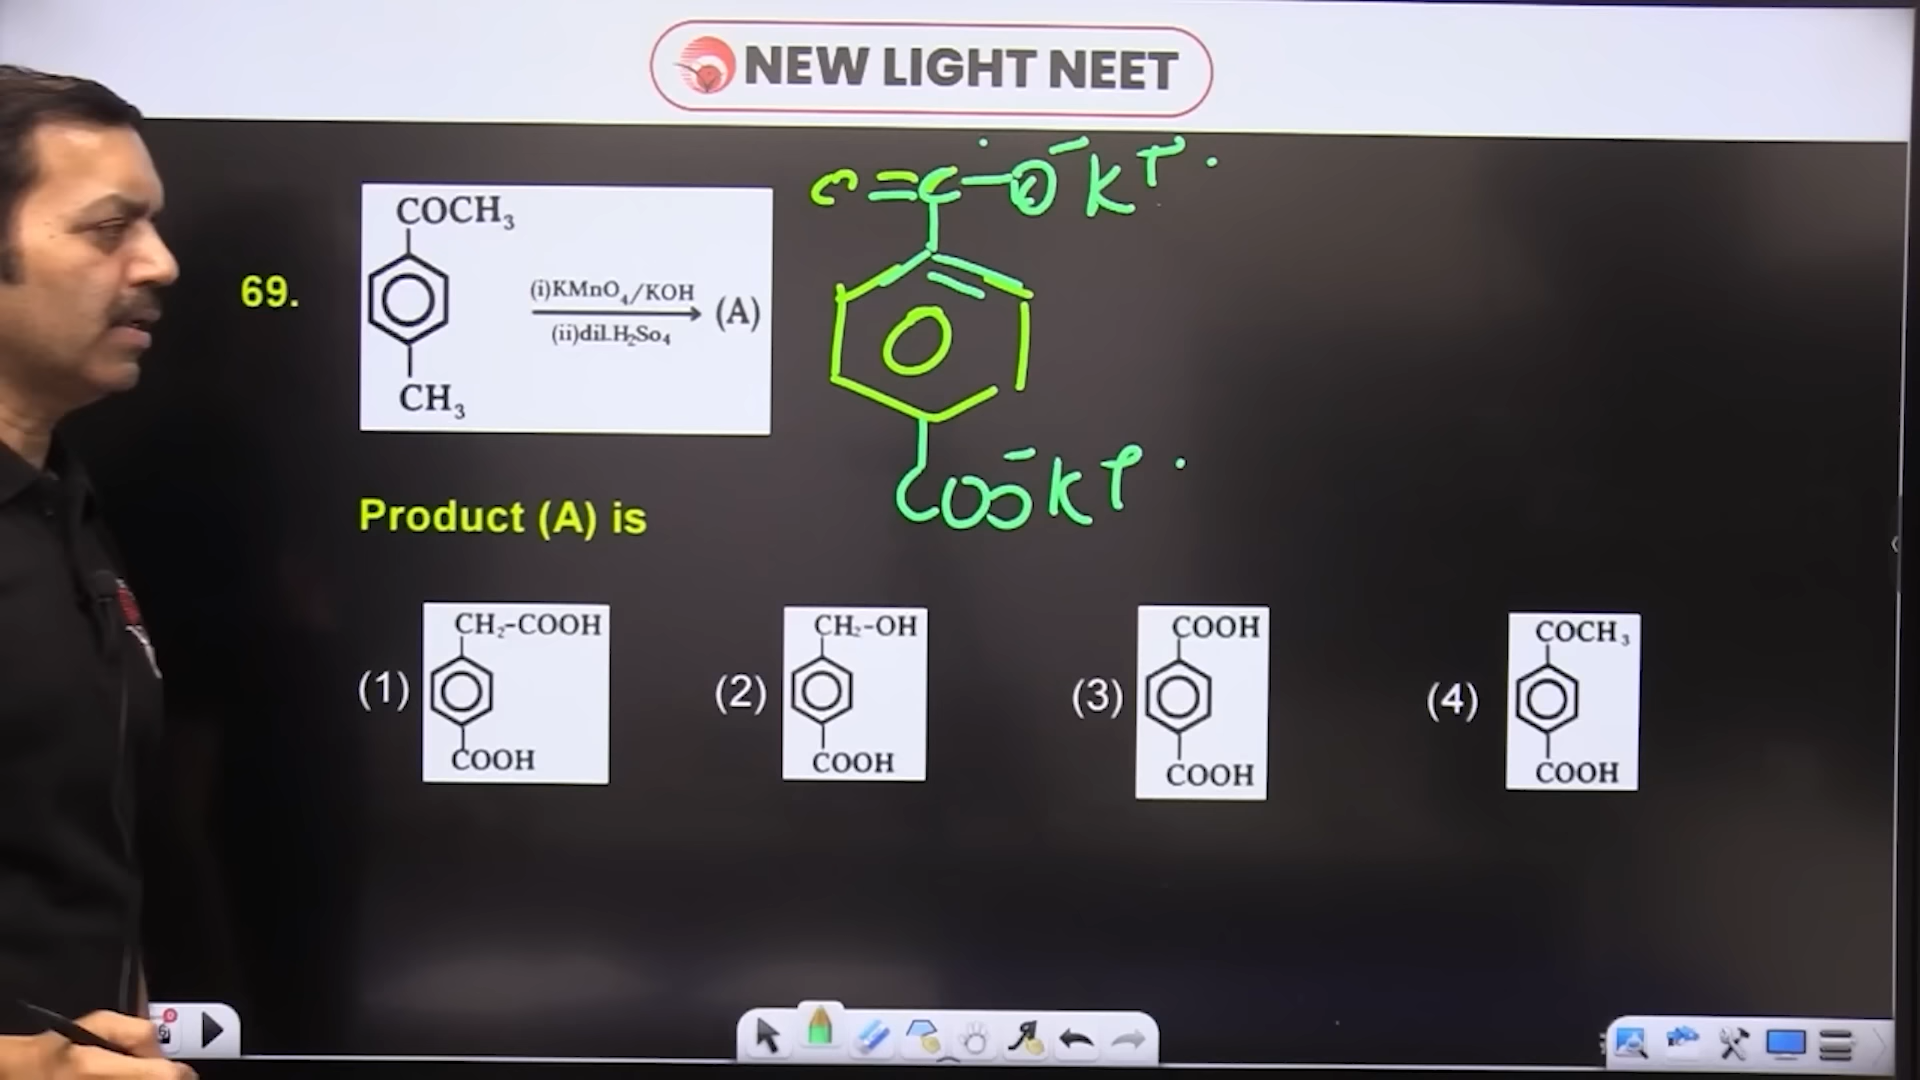 NEW LIGHT NEET
C=C-O⁻K⁺
COCH₃
69.
(i)KMnO₄/KOH
(ii)dil.H₂So₄
(A)
CH₃
COO⁻K⁺
Product (A) is
(1)
CH₂-COOH
COOH
(2)
CH₂-OH
COOH
(3)
COOH
COOH
(4)
COCH₃
COOH